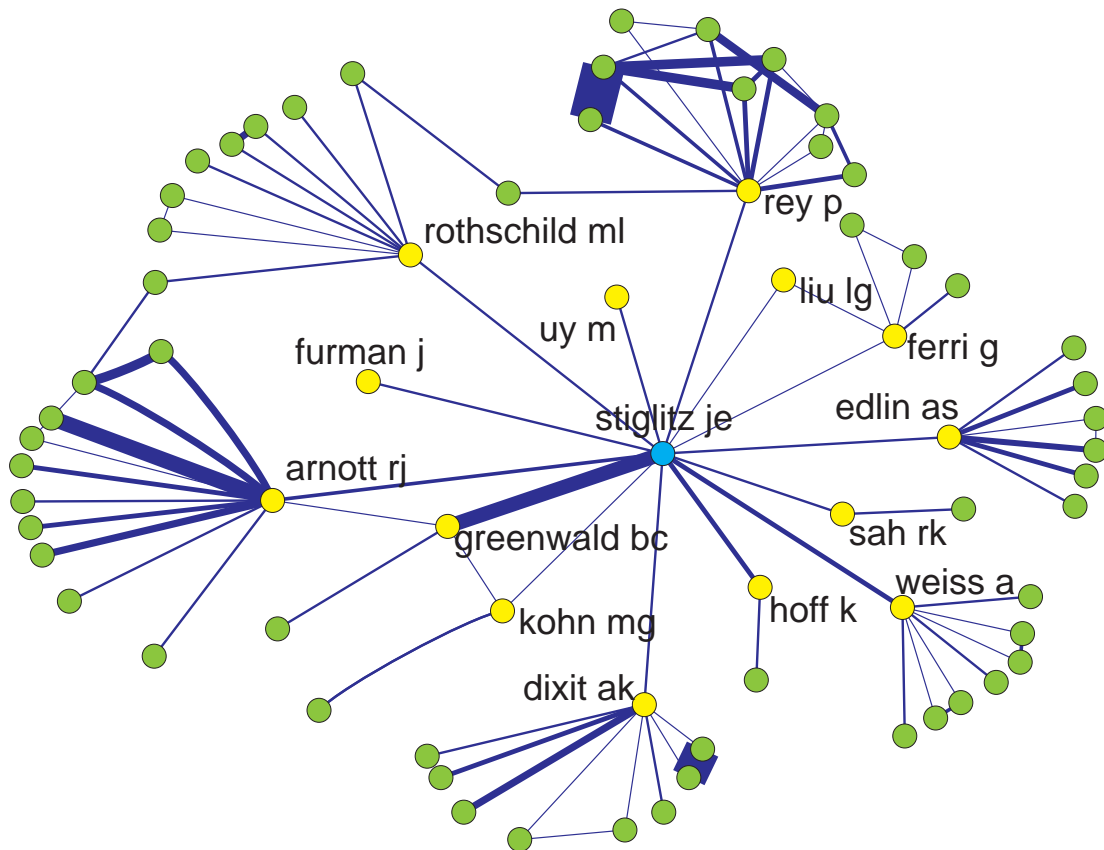 rey p
rothschild ml
liu lg
uy m
ferri g
furman j
stiglitz je
edlin as
arnott rj
greenwald bc
sah rk
weiss a
hoff k
kohn mg
dixit ak